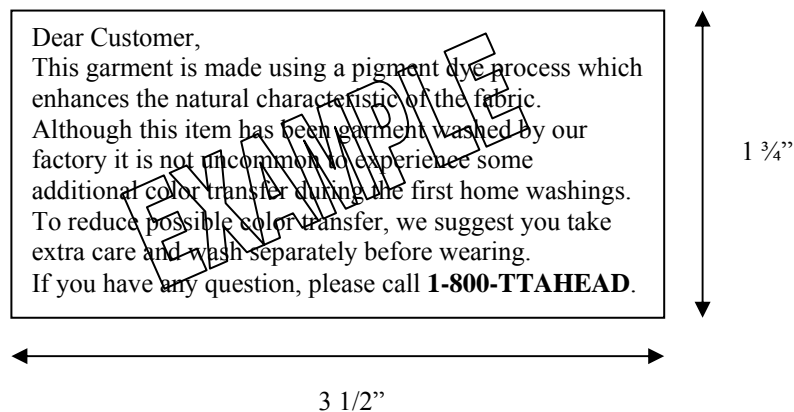 Dear Customer,
This garment is made using a pigment dye process which
enhances the natural characteristic of the fabric.
Although this item has been garment washed by our
factory it is not uncommon to experience some
additional color transfer during the first home washings.
To reduce possible color transfer, we suggest you take
extra care and wash separately before wearing.
If you have any question, please call 1-800-TTAHEAD.
EXAMPLE
1 ¾”
3 1/2”